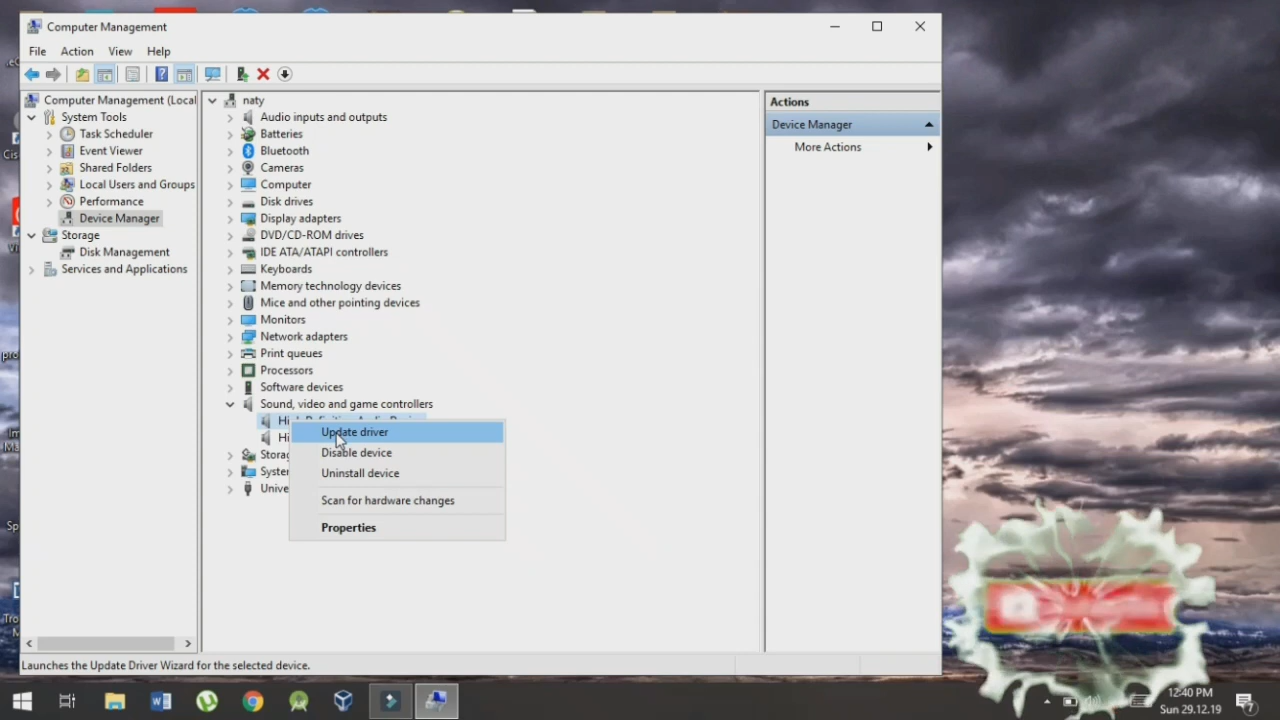 Computer Management
File Action View Help
Computer Management (Local
System Tools
Task Scheduler
Event Viewer
Shared Folders
Local Users and Groups
Performance
Device Manager
Storage
Disk Management
Services and Applications
naty
Audio inputs and outputs
Batteries
Bluetooth
Cameras
Computer
Disk drives
Display adapters
DVD/CD-ROM drives
IDE ATA/ATAPI controllers
Keyboards
Memory technology devices
Mice and other pointing devices
Monitors
Network adapters
Print queues
Processors
Software devices
Sound, video and game controllers
Hi
Storag
Syster
Unive
Update driver
Disable device
Uninstall device
Scan for hardware changes
Properties
Actions
Device Manager
More Actions
Launches the Update Driver Wizard for the selected device.
12:40 PM
Sun 29.12.19
7